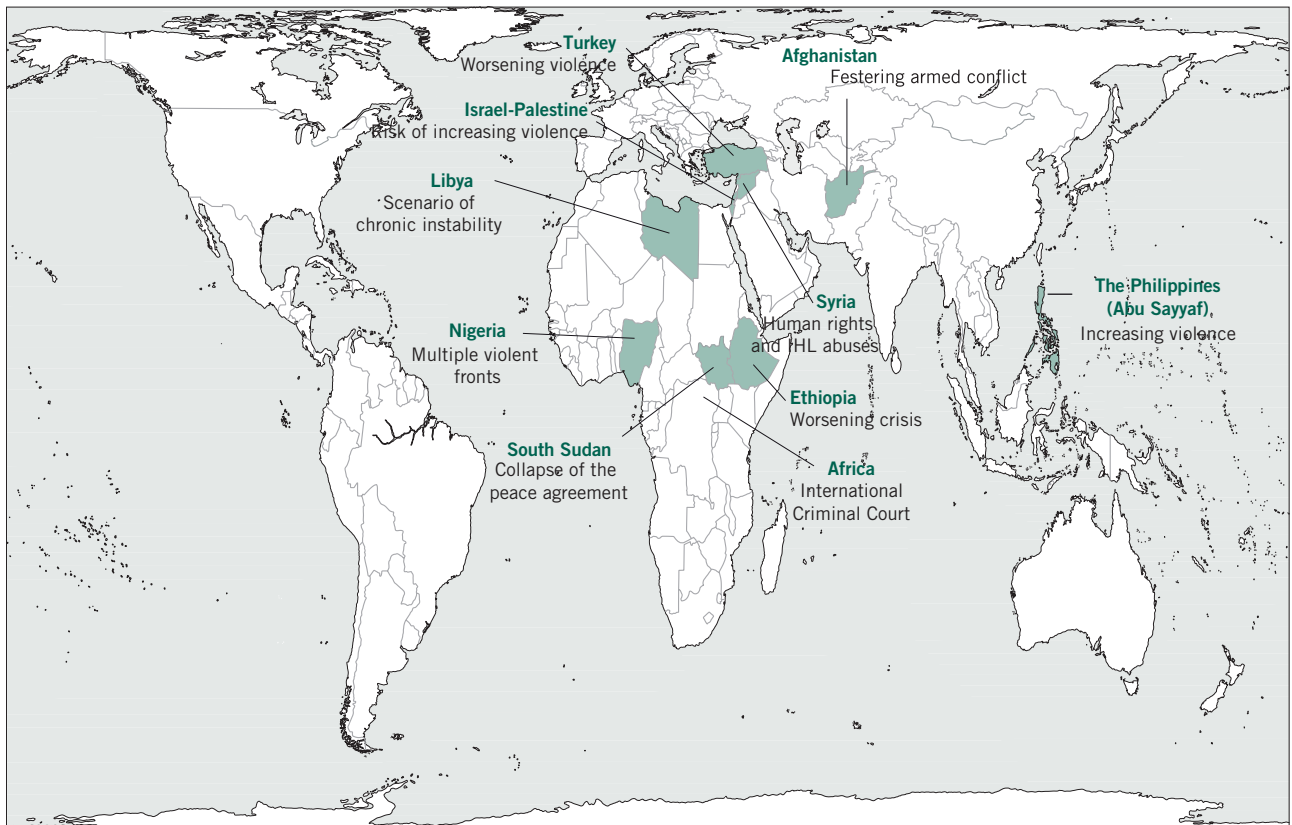 Turkey
Worsening violence
Afghanistan
Festering armed conflict
Israel-Palestine
Risk of increasing violence
Libya
Scenario of
chronic instability
The Philippines
(Abu Sayyaf)
Increasing violence
Syria
Human rights
and IHL abuses
Nigeria
Multiple violent
fronts
Ethiopia
Worsening crisis
South Sudan
Collapse of the
peace agreement
Africa
International
Criminal Court